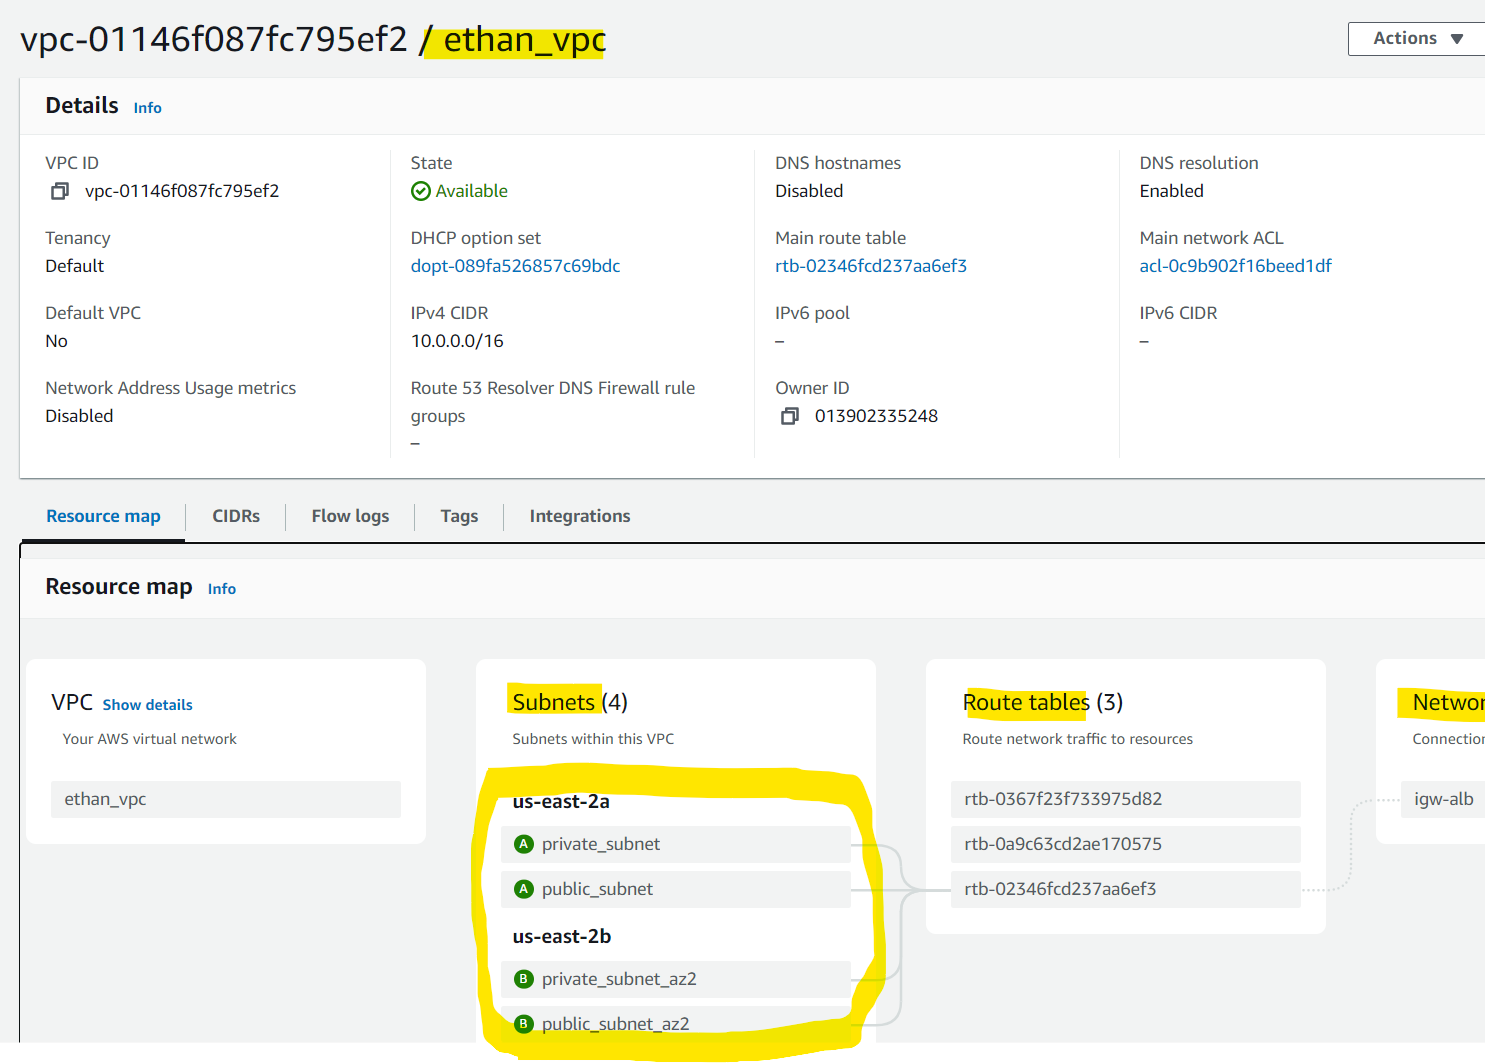 vpc-01146f087fc795ef2 / ethan_vpc
Actions
Details Info
VPC ID
vpc-01146f087fc795ef2
State
Available
DNS hostnames
Disabled
DNS resolution
Enabled
Tenancy
Default
DHCP option set
dopt-089fa526857c69bdc
Main route table
rtb-02346fcd237aa6ef3
Main network ACL
acl-0c9b902f16beed1df
Default VPC
No
IPv4 CIDR
10.0.0.0/16
IPv6 pool
–
IPv6 CIDR
–
Network Address Usage metrics
Disabled
Route 53 Resolver DNS Firewall rule
groups
–
Owner ID
013902335248
Resource map
CIDRs
Flow logs
Tags
Integrations
Resource map Info
VPC Show details
Your AWS virtual network
ethan_vpc
Subnets (4)
Subnets within this VPC
us-east-2a
A private_subnet
A public_subnet
us-east-2b
B private_subnet_az2
B public_subnet_az2
Route tables (3)
Route network traffic to resources
rtb-0367f23f733975d82
rtb-0a9c63cd2ae170575
rtb-02346fcd237aa6ef3
Networ
Connection
igw-alb